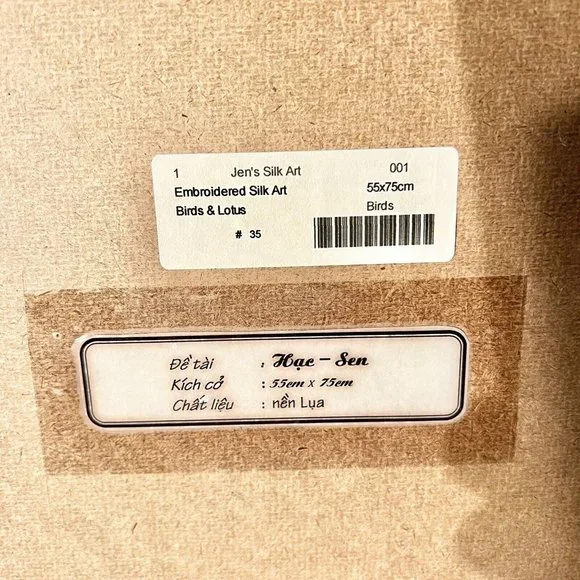 1 Jen's Silk Art 001
Embroidered Silk Art 55x75cm
Birds & Lotus Birds
# 35
Đề tài : Hạc - Sen
Kích cở : 55cm x 75cm
Chất liệu : nền Lụa